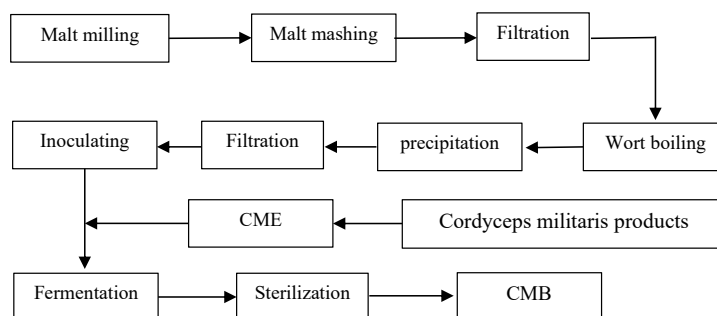 Malt milling
Malt mashing
Filtration
Wort boiling
precipitation
Filtration
Inoculating
CME
Cordyceps militaris products
Fermentation
Sterilization
CMB